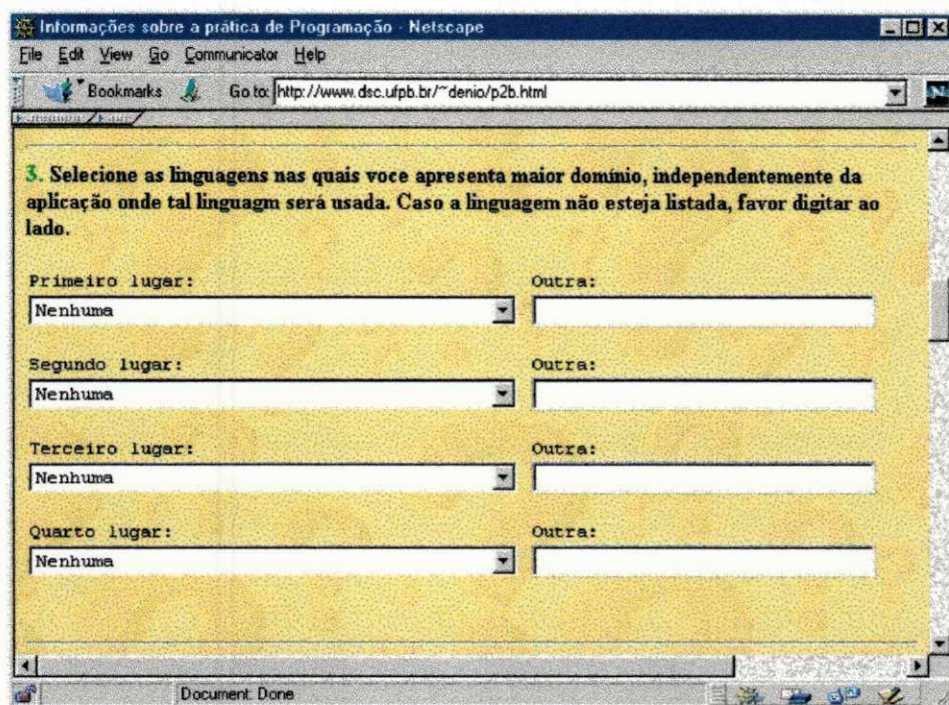 Informações sobre a prática de Programação - Netscape
File Edit View Go Communicator Help
Bookmarks Go to: http://www.dsc.ufpb.br/~denio/p2b.html
3. Selecione as linguagens nas quais voce apresenta maior domínio, independentemente da
aplicação onde tal linguagm será usada. Caso a linguagem não esteja listada, favor digitar ao
lado.
Primeiro lugar: Outra:
Nenhuma
Segundo lugar: Outra:
Nenhuma
Terceiro lugar: Outra:
Nenhuma
Quarto lugar: Outra:
Nenhuma
Document: Done